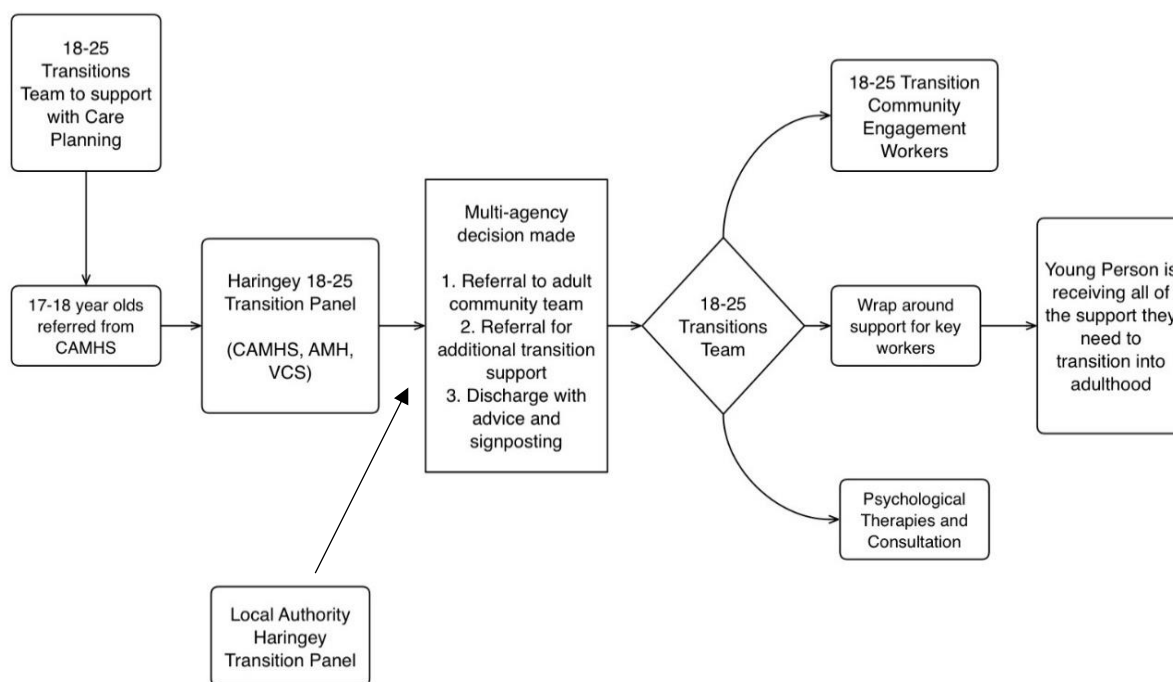 18-25
Transitions
Team to support
with Care
Planning
17-18 year olds
referred from
CAMHS
Haringey 18-25
Transition Panel
(CAMHS, AMH,
VCS)
Local Authority
Haringey
Transition Panel
Multi-agency
decision made
1. Referral to adult
community team
2. Referral for
additional transition
support
3. Discharge with
advice and
signposting
18-25
Transitions
Team
18-25 Transition
Community
Engagement
Workers
Wrap around
support for key
workers
Psychological
Therapies and
Consultation
Young Person is
receiving all of
the support they
need to
transition into
adulthood